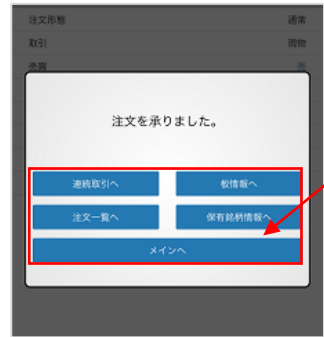 注文形態 通常
取引 現物
売買 売
注文を承りました。
連続取引へ 板情報へ
注文一覧へ 保有銘柄情報へ
メインへ